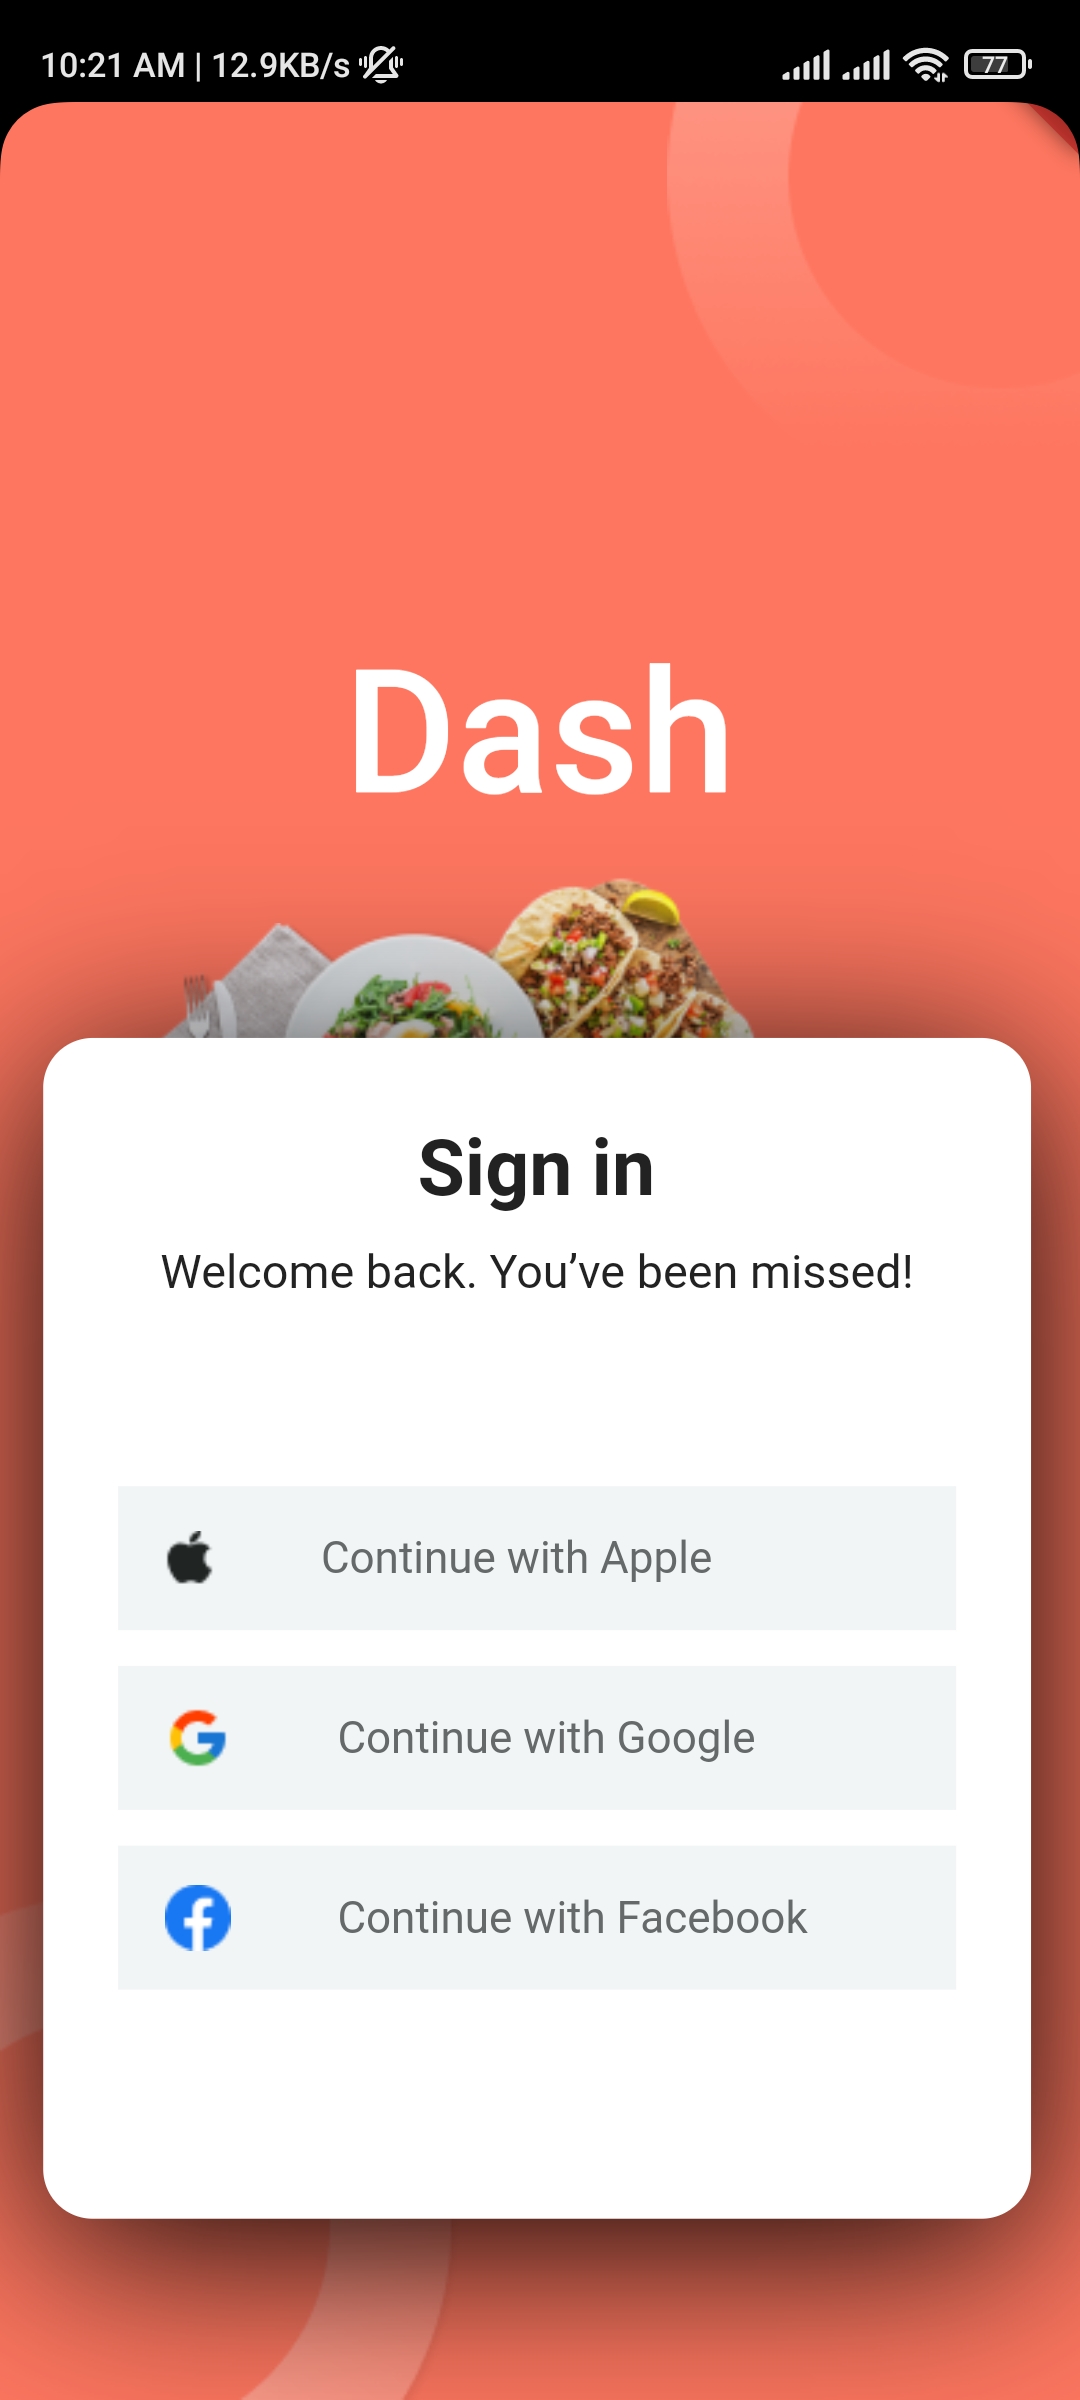 10:21 AM | 12.9KB/s 77
Dash
Sign in
Welcome back. You’ve been missed!
Continue with Apple
Continue with Google
Continue with Facebook